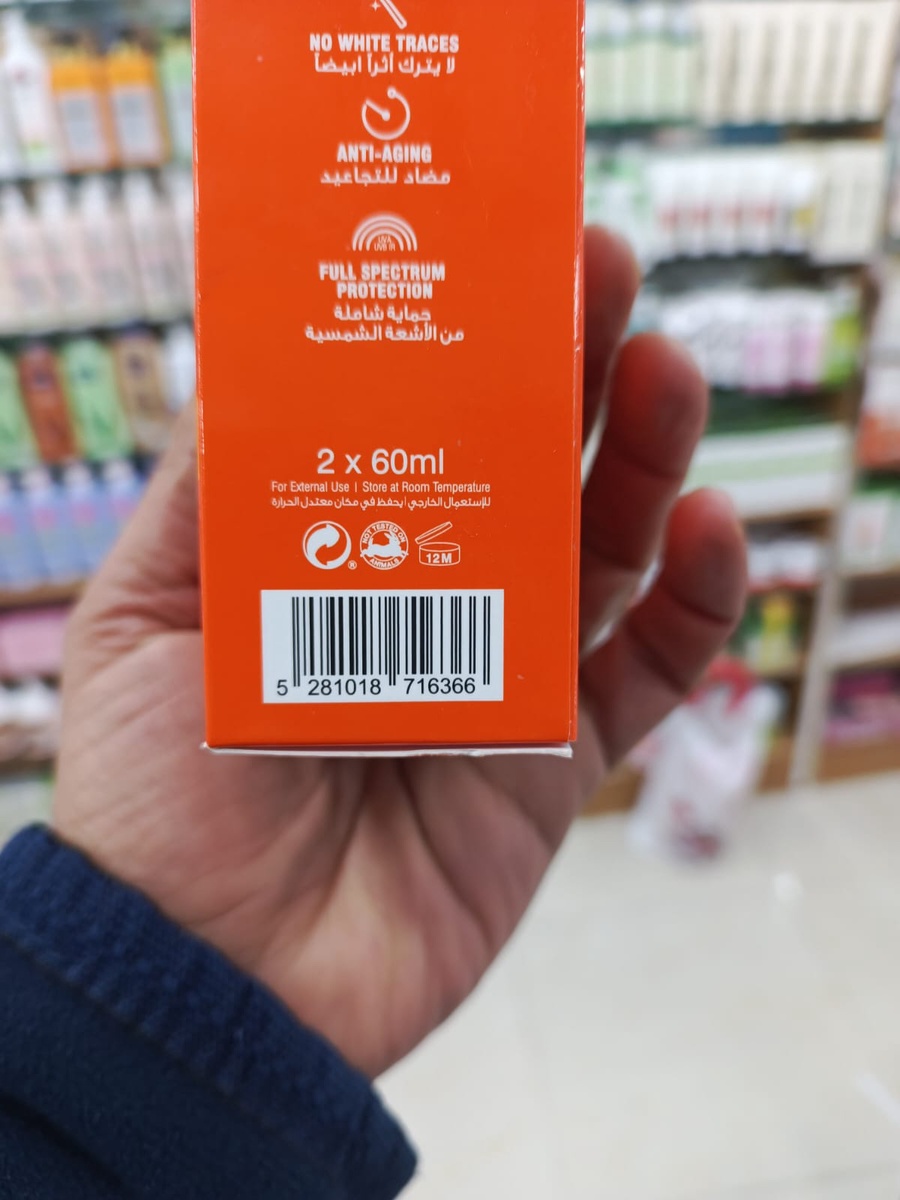 NO WHITE TRACES
لا يترك أثراً ابيضاً
ANTI-AGING
مضاد للتجاعيد
UVA
UVB IR
FULL SPECTRUM
PROTECTION
حماية شاملة
من الأشعة الشمسية
2 x 60ml
For External Use | Store at Room Temperature
للإستعمال الخارجي | يحفظ في مكان معتدل الحرارة
®
NOT TESTED ON
ANIMALS
12M
5 281018 716366